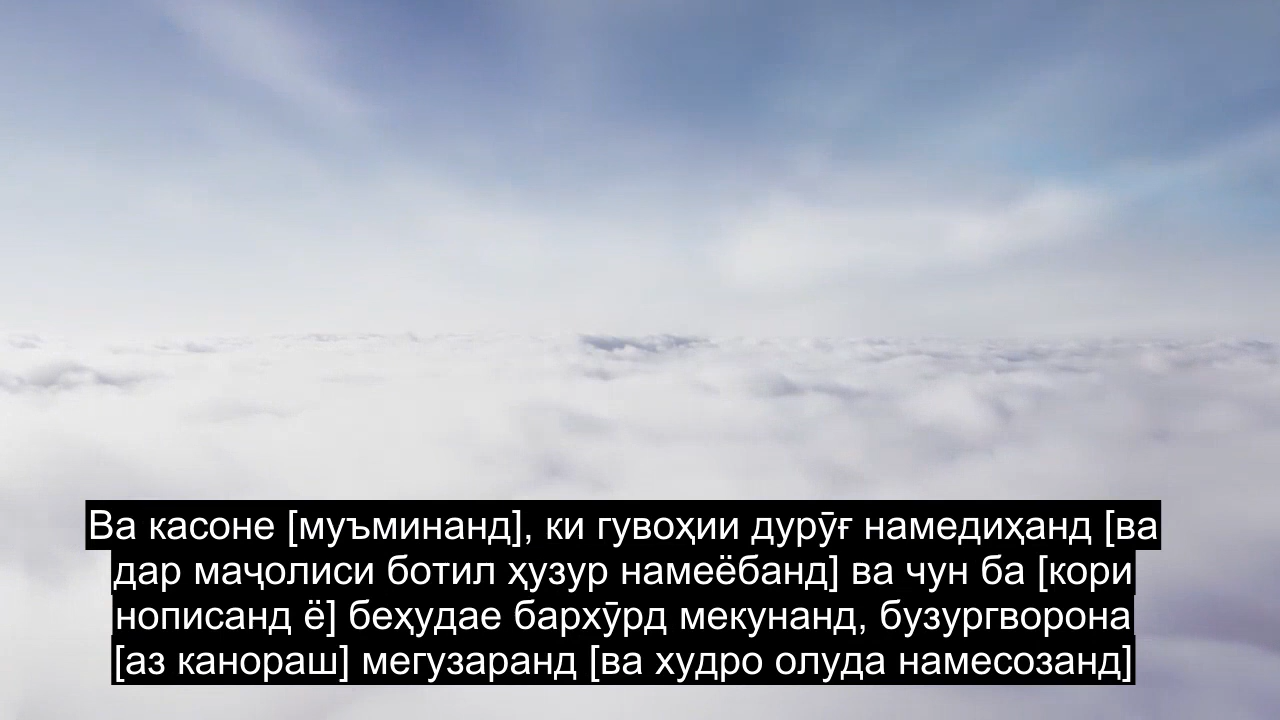 Ва касоне [муъминанд], ки гувоҳии дурӯғ намедиҳанд [ва
дар маҷолиси ботил ҳузур намеёбанд] ва чун ба [кори
нописанд ё] беҳудае бархӯрд мекунанд, бузургворона
[аз канораш] мегузаранд [ва худро олуда намесозанд]